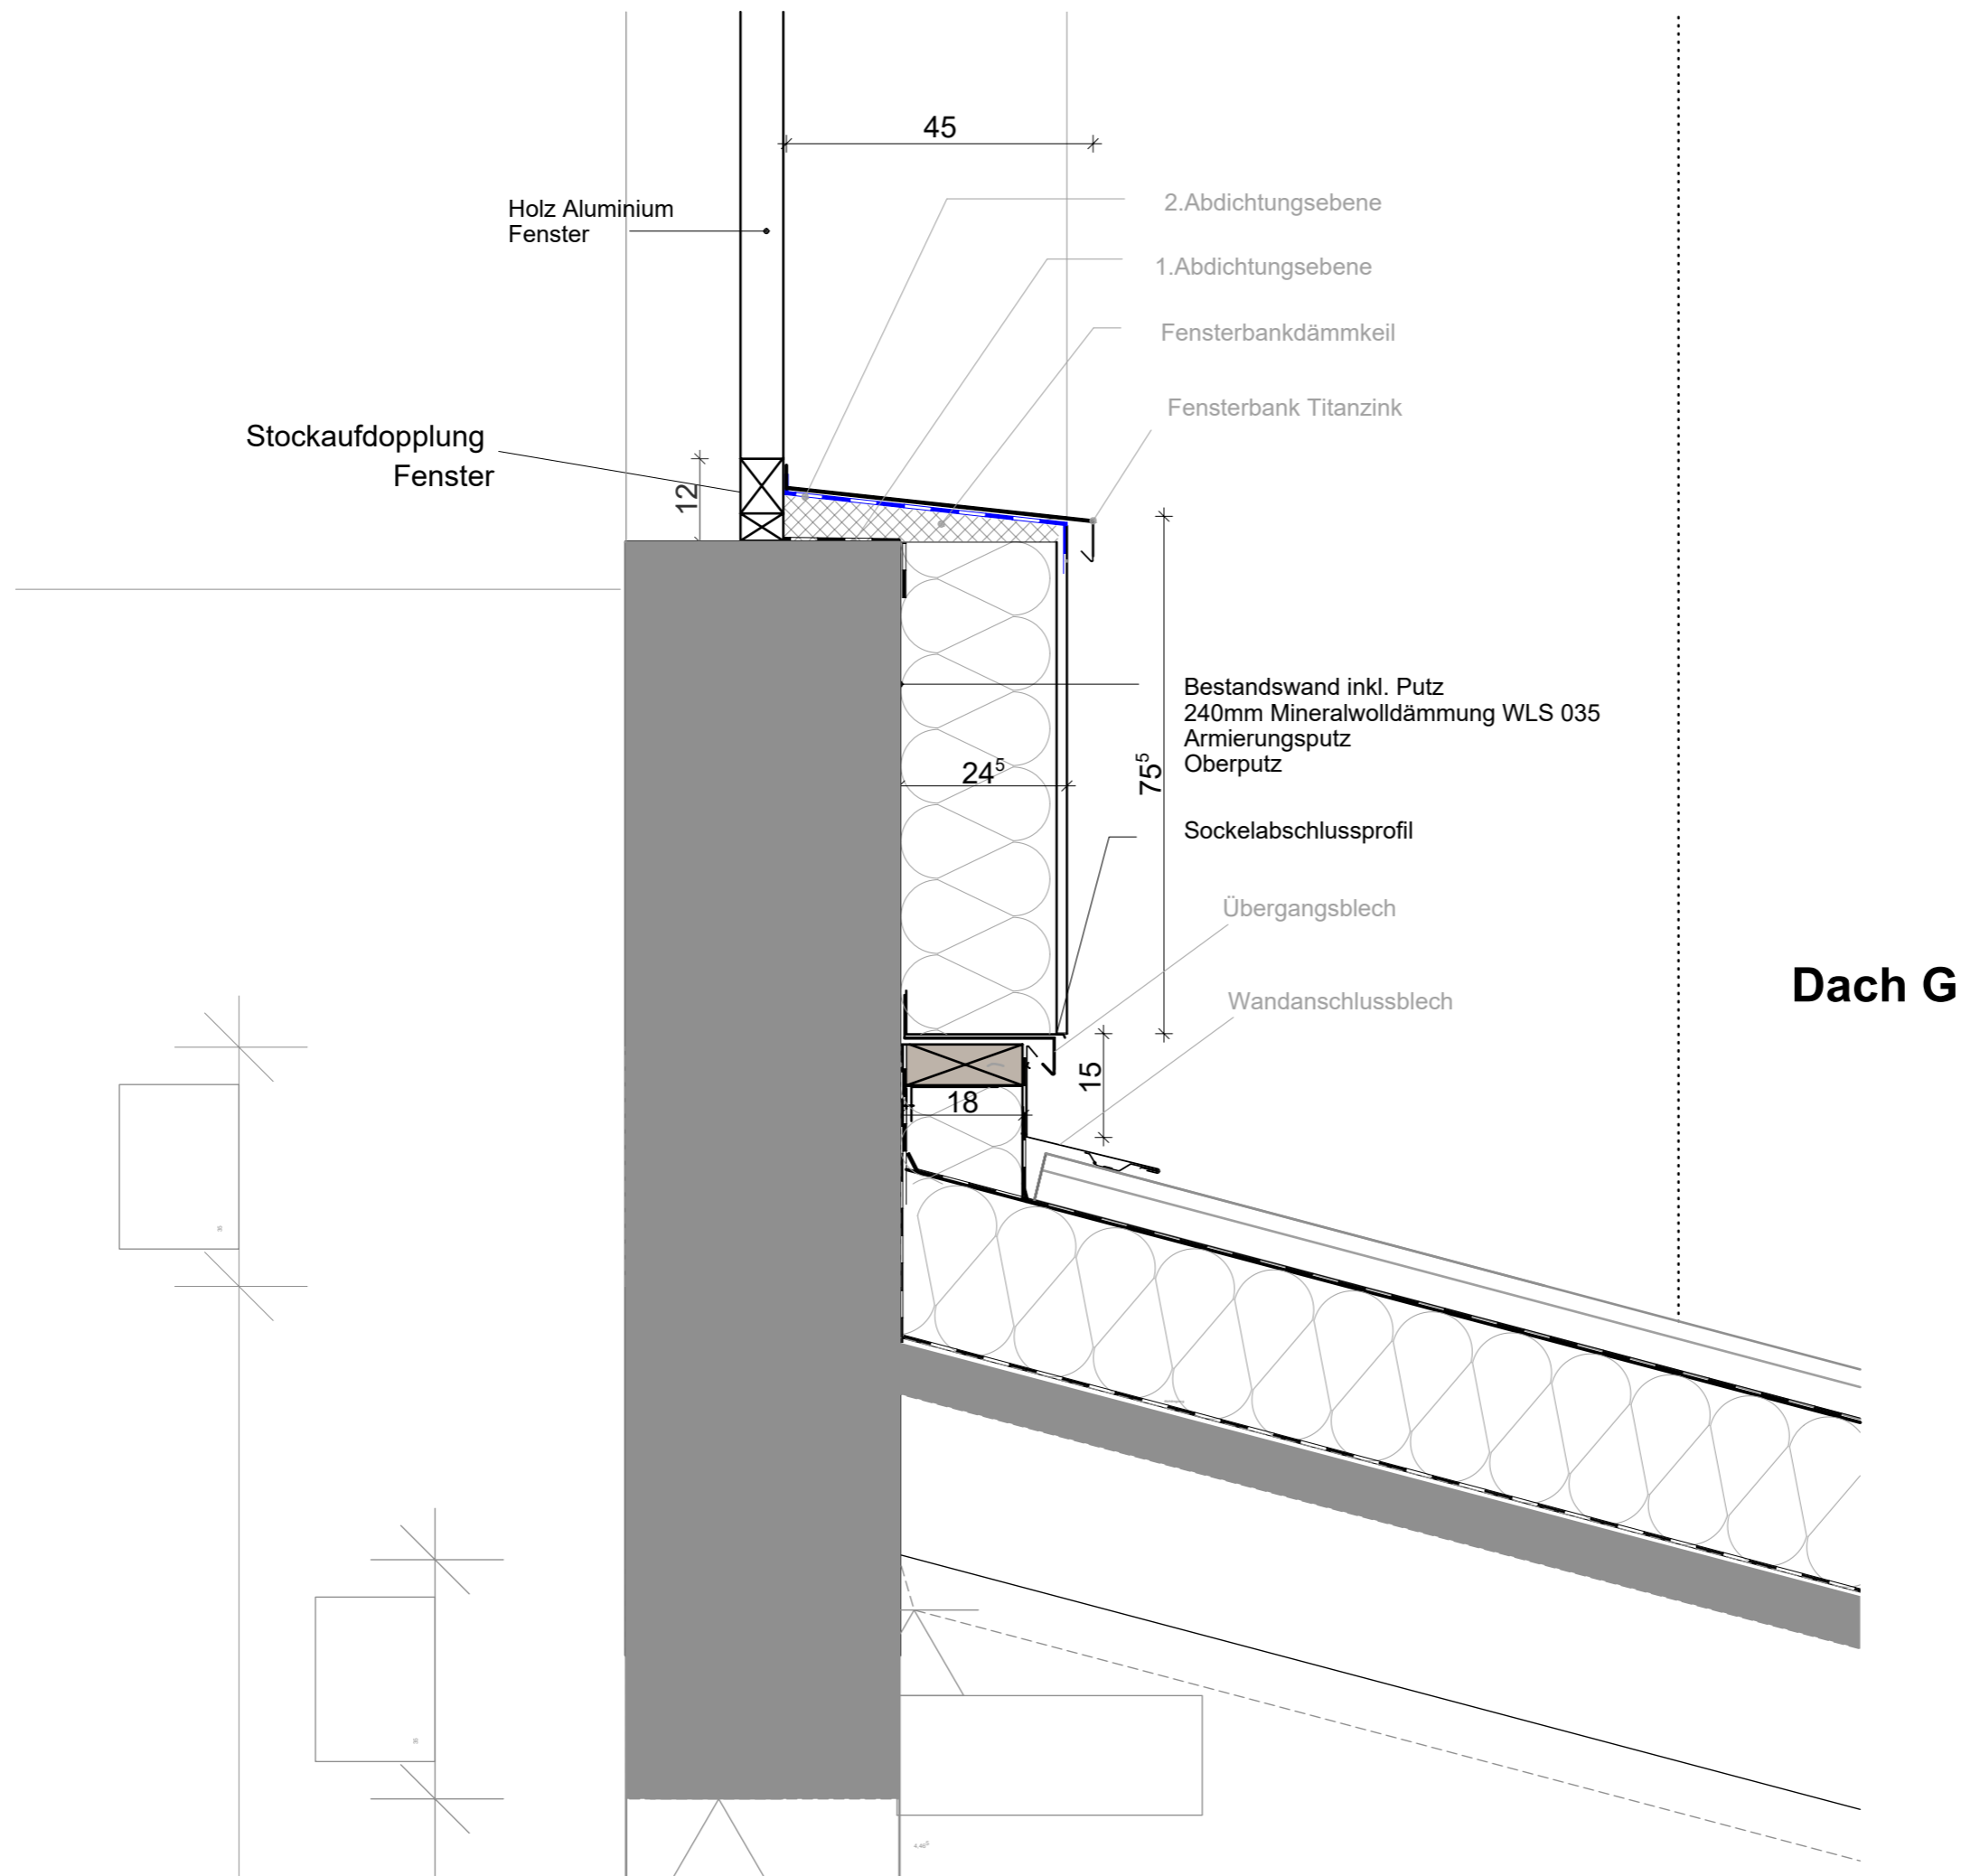 45
Holz Aluminium
Fenster
2.Abdichtungsebene
1.Abdichtungsebene
Fensterbankdämmkeil
Fensterbank Titanzink
Stockaufdopplung
Fenster
12
Bestandswand inkl. Putz
240mm Mineralwolldämmung WLS 035
Armierungsputz
Oberputz
24⁵
75⁵
Sockelabschlussprofil
Übergangsblech
Dach G
Wandanschlussblech
15
18